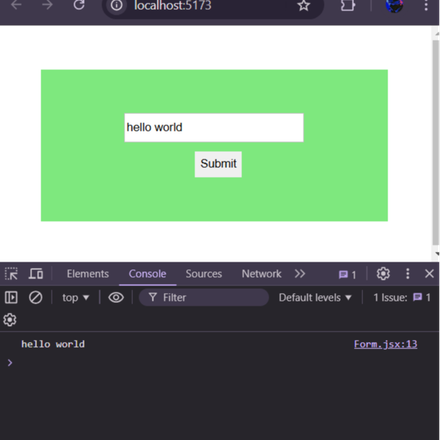 localhost:5173
hello world
Submit
Elements Console Sources Network 1
top Filter Default levels 1 Issue: 1
hello world Form.jsx:13